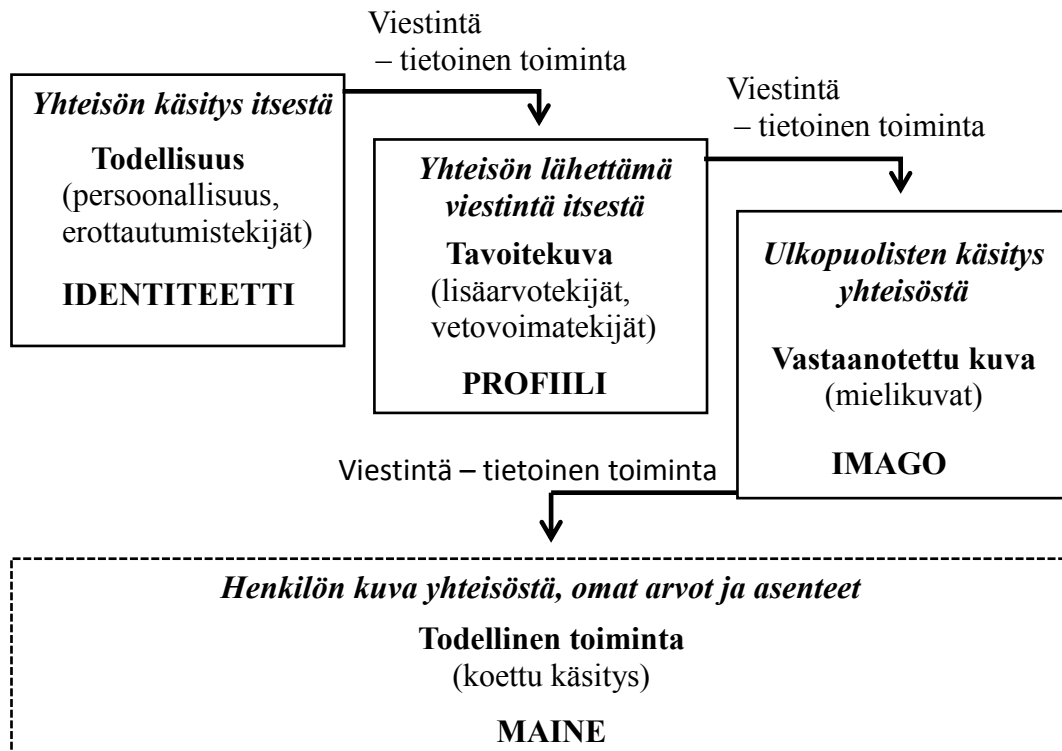 Viestintä
– tietoinen toiminta
Yhteisön käsitys itsestä
Todellisuus
(persoonallisuus,
erottautumistekijät)
IDENTITEETTI
Viestintä
– tietoinen toiminta
Yhteisön lähettämä
viestintä itsestä
Tavoitekuva
(lisäarvotekijät,
vetovoimatekijät)
PROFIILI
Ulkopuolisten käsitys
yhteisöstä
Vastaanotettu kuva
(mielikuvat)
IMAGO
Viestintä – tietoinen toiminta
Henkilön kuva yhteisöstä, omat arvot ja asenteet
Todellinen toiminta
(koettu käsitys)
MAINE